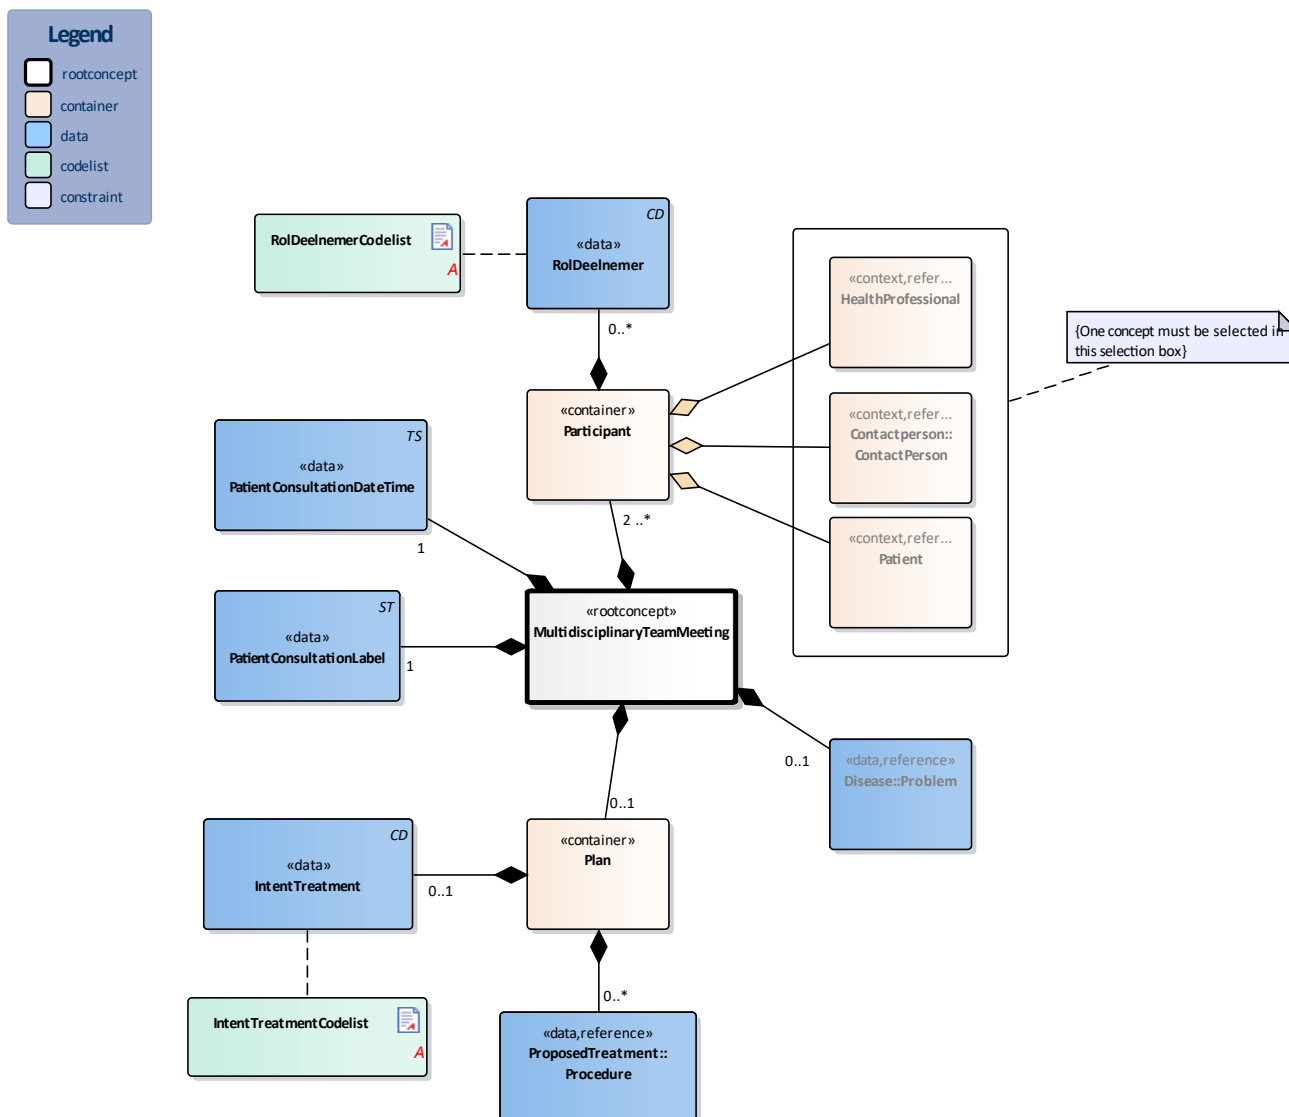 Legend
rootconcept
container
data
codelist
constraint
RolDeelnemerCodelist
A
CD
«data»
RolDeelnemer
0..*
«context,refer...
HealthProfessional
{One concept must be selected in
this selection box}
«container»
Participant
«context,refer...
Contactperson::
ContactPerson
TS
«data»
PatientConsultationDateTime
1
2 ..*
«context,refer...
Patient
ST
«data»
PatientConsultationLabel
1
«rootconcept»
MultidisciplinaryTeamMeeting
0..1
«data,reference»
Disease::Problem
0..1
CD
«data»
IntentTreatment
0..1
«container»
Plan
IntentTreatmentCodelist
A
0..*
«data,reference»
ProposedTreatment::
Procedure